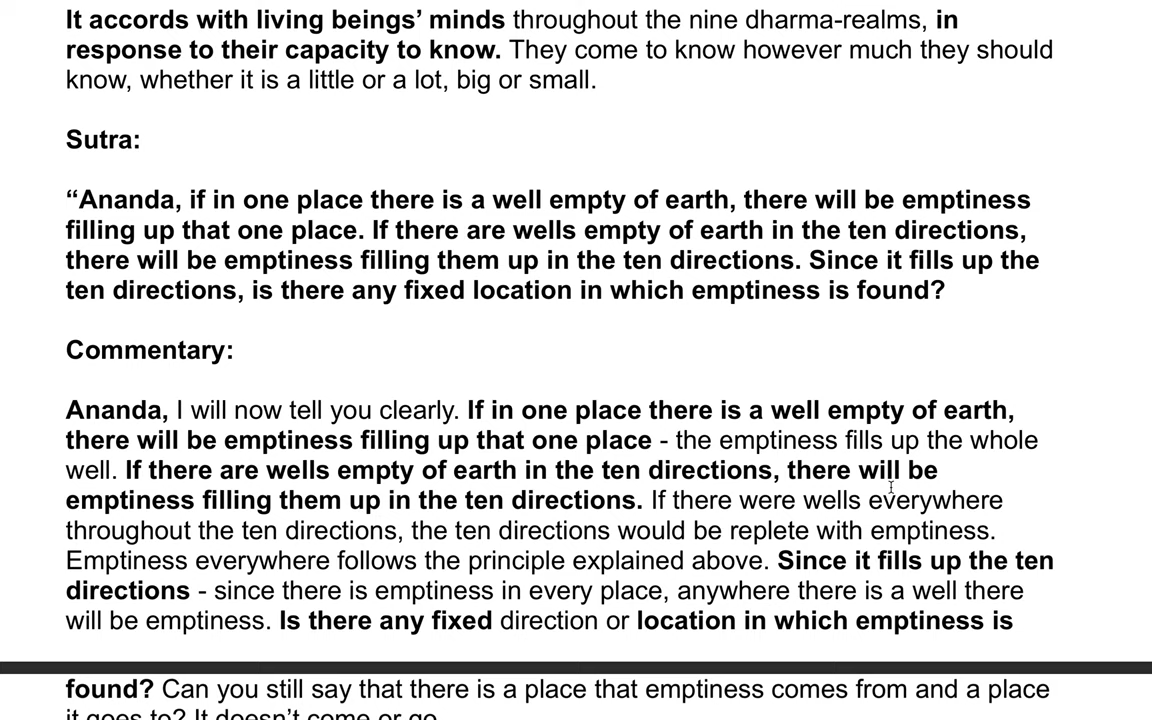 It accords with living beings’ minds throughout the nine dharma-realms, in
response to their capacity to know. They come to know however much they should
know, whether it is a little or a lot, big or small.
Sutra:
“Ananda, if in one place there is a well empty of earth, there will be emptiness
filling up that one place. If there are wells empty of earth in the ten directions,
there will be emptiness filling them up in the ten directions. Since it fills up the
ten directions, is there any fixed location in which emptiness is found?
Commentary:
Ananda, I will now tell you clearly. If in one place there is a well empty of earth,
there will be emptiness filling up that one place - the emptiness fills up the whole
well. If there are wells empty of earth in the ten directions, there will be
emptiness filling them up in the ten directions. If there were wells everywhere
throughout the ten directions, the ten directions would be replete with emptiness.
Emptiness everywhere follows the principle explained above. Since it fills up the ten
directions - since there is emptiness in every place, anywhere there is a well there
will be emptiness. Is there any fixed direction or location in which emptiness is
found? Can you still say that there is a place that emptiness comes from and a place
it goes to? It doesn’t come or go.